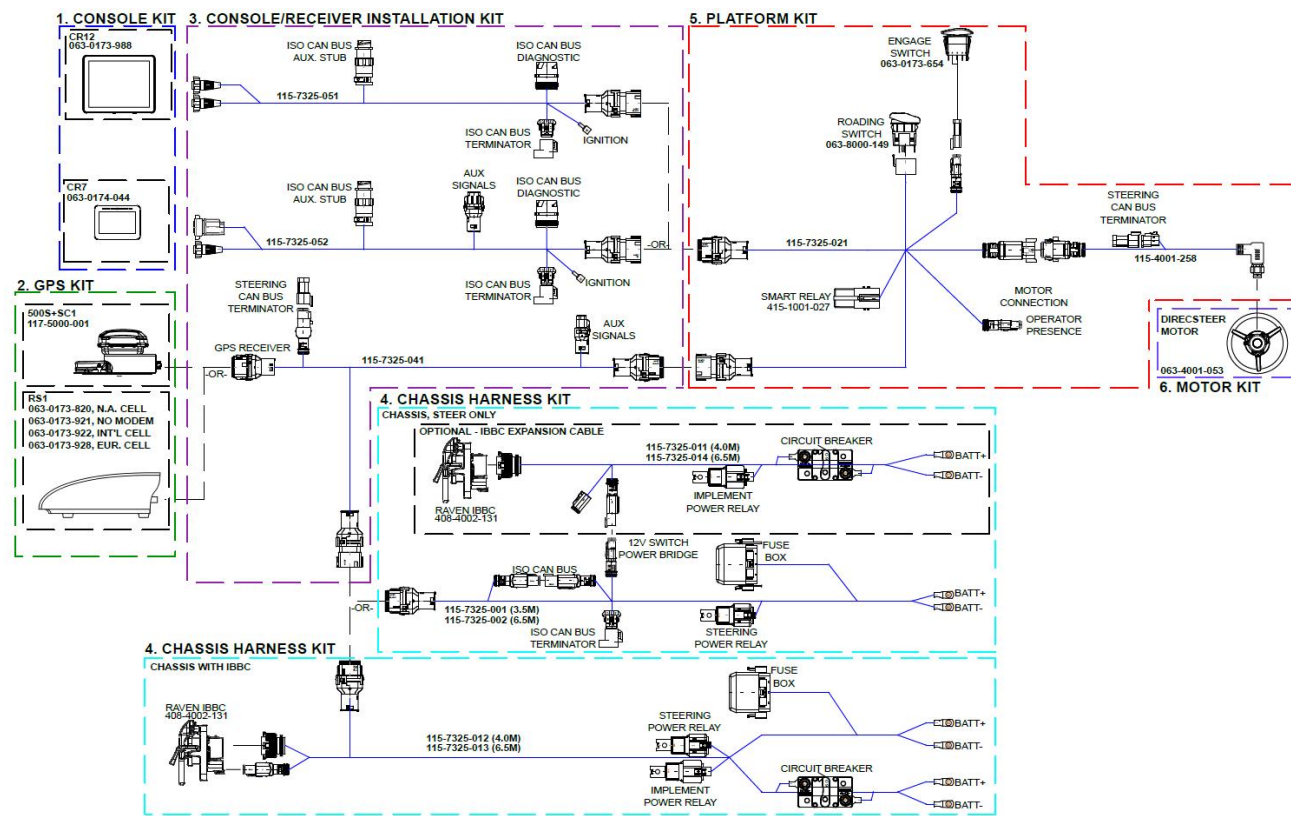 1. CONSOLE KIT
CR12
063-0173-988
CR7
063-0174-044
2. GPS KIT
500S+SC1
117-5000-001
RS1
063-0173-820, N.A. CELL
063-0173-921, NO MODEM
063-0173-922, INT'L CELL
063-0173-928, EUR. CELL
3. CONSOLE/RECEIVER INSTALLATION KIT
ISO CAN BUS
AUX. STUB
ISO CAN BUS
DIAGNOSTIC
115-7325-051
ISO CAN BUS
TERMINATOR
IGNITION
ISO CAN BUS
AUX. STUB
AUX
SIGNALS
ISO CAN BUS
DIAGNOSTIC
115-7325-052
-OR-
ISO CAN BUS
TERMINATOR
IGNITION
STEERING
CAN BUS
TERMINATOR
AUX
SIGNALS
GPS RECEIVER
-OR-
115-7325-041
5. PLATFORM KIT
ENGAGE
SWITCH
063-0173-654
ROADING
SWITCH
063-8000-149
115-7325-021
STEERING
CAN BUS
TERMINATOR
115-4001-258
SMART RELAY
415-1001-027
MOTOR
CONNECTION
OPERATOR
PRESENCE
DIRECSTEER
MOTOR
063-4001-053
6. MOTOR KIT
4. CHASSIS HARNESS KIT
CHASSIS, STEER ONLY
OPTIONAL - IBBC EXPANSION CABLE
115-7325-011 (4.0M)
115-7325-014 (6.5M)
CIRCUIT BREAKER
BATT+
BATT-
RAVEN IBBC
408-4002-131
IMPLEMENT
POWER RELAY
12V SWITCH
POWER BRIDGE
FUSE
BOX
ISO CAN BUS
-OR-
115-7325-001 (3.5M)
115-7325-002 (6.5M)
ISO CAN BUS
TERMINATOR
STEERING
POWER RELAY
BATT+
BATT-
4. CHASSIS HARNESS KIT
CHASSIS WITH IBBC
RAVEN IBBC
408-4002-131
115-7325-012 (4.0M)
115-7325-013 (6.5M)
STEERING
POWER RELAY
FUSE
BOX
BATT+
BATT-
IMPLEMENT
POWER RELAY
CIRCUIT BREAKER
BATT+
BATT-